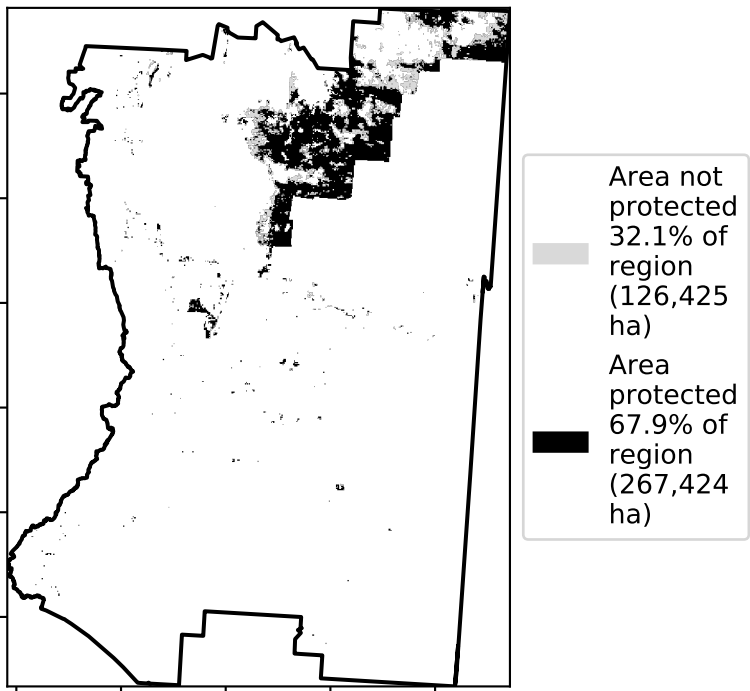 Area not
protected
32.1% of
region
(126,425
ha)
Area
protected
67.9% of
region
(267,424
ha)